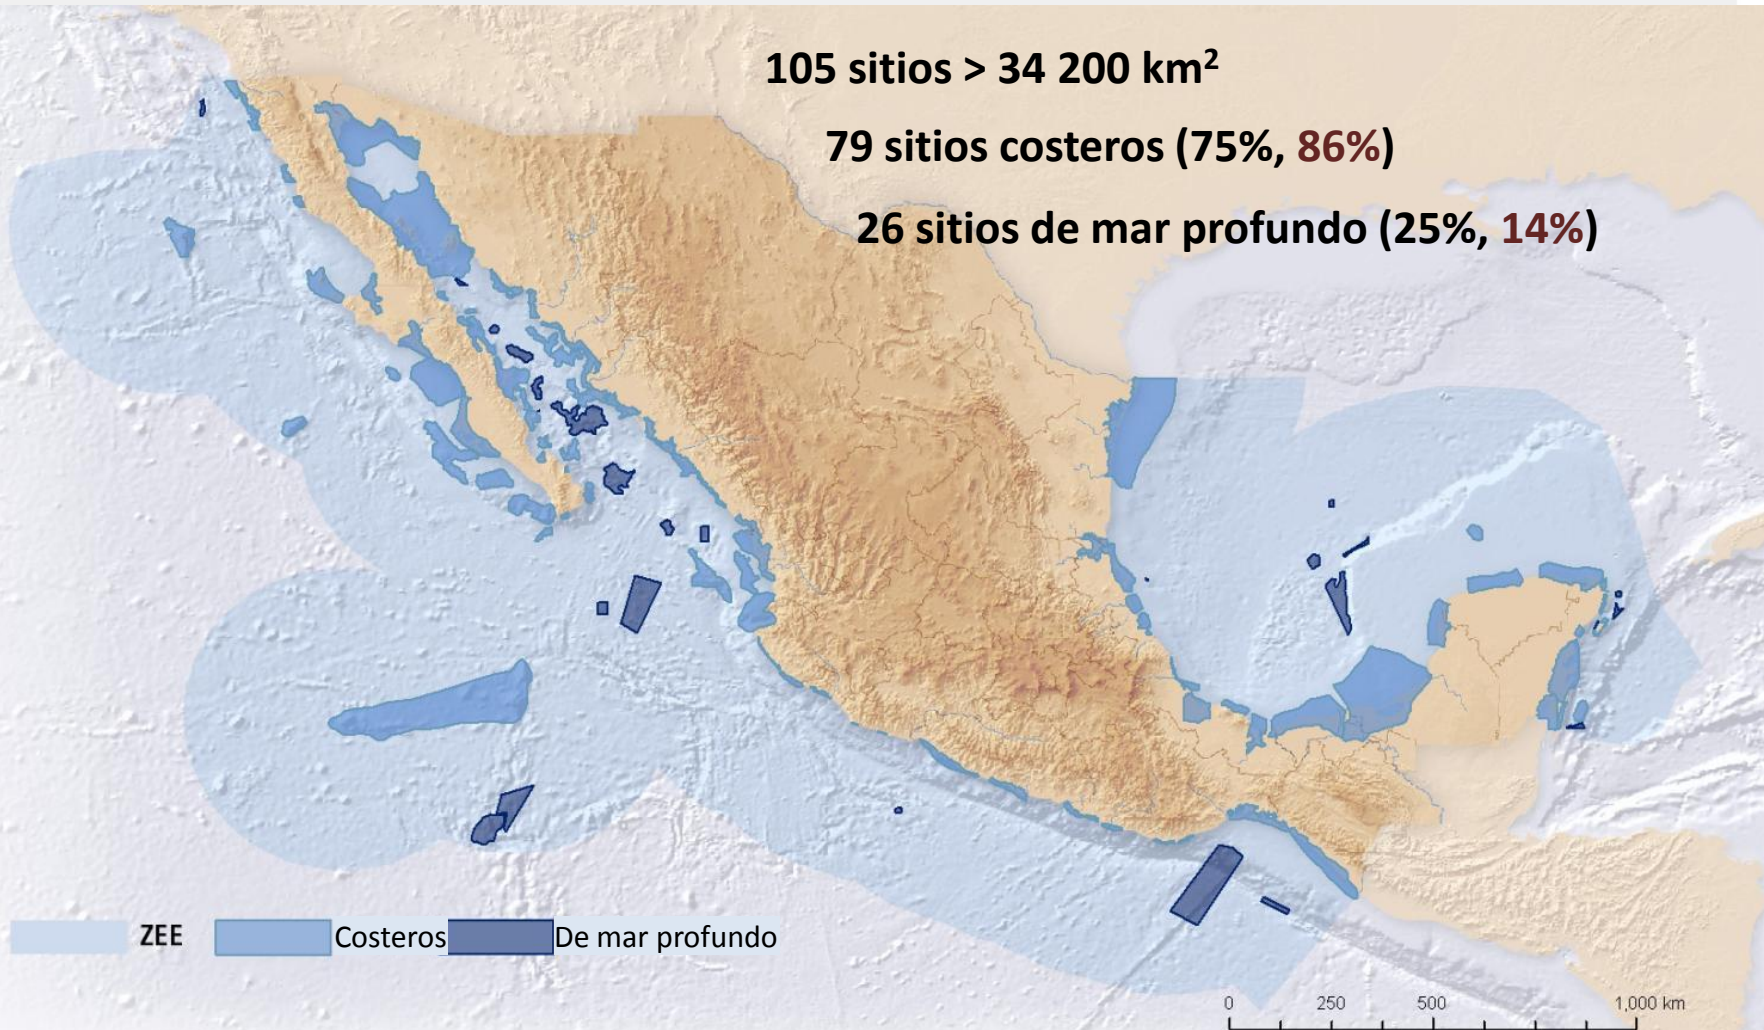 105 sitios > 34 200 km²
79 sitios costeros (75%, 86%)
26 sitios de mar profundo (25%, 14%)
ZEE Costeros De mar profundo
0 250 500 1,000 km